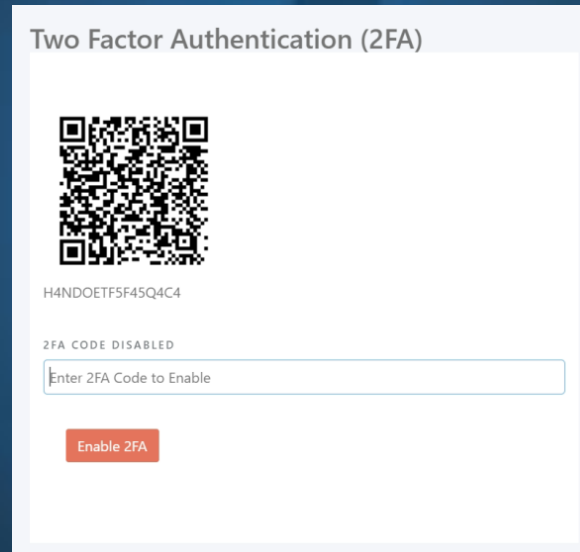 Two Factor Authentication (2FA)
H4NDOETF5F45Q4C4
2FA CODE DISABLED
Enter 2FA Code to Enable
Enable 2FA